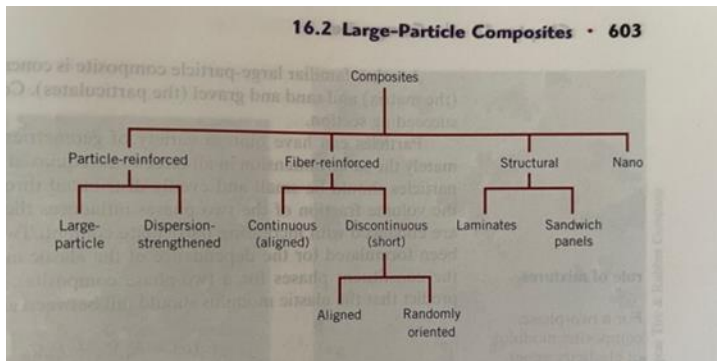 16.2 Large-Particle Composites • 603
Composites
Particle-reinforced
Fiber-reinforced
Structural
Nano
Large-
particle
Dispersion-
strengthened
Continuous
(aligned)
Discontinuous
(short)
Laminates
Sandwich
panels
Aligned
Randomly
oriented